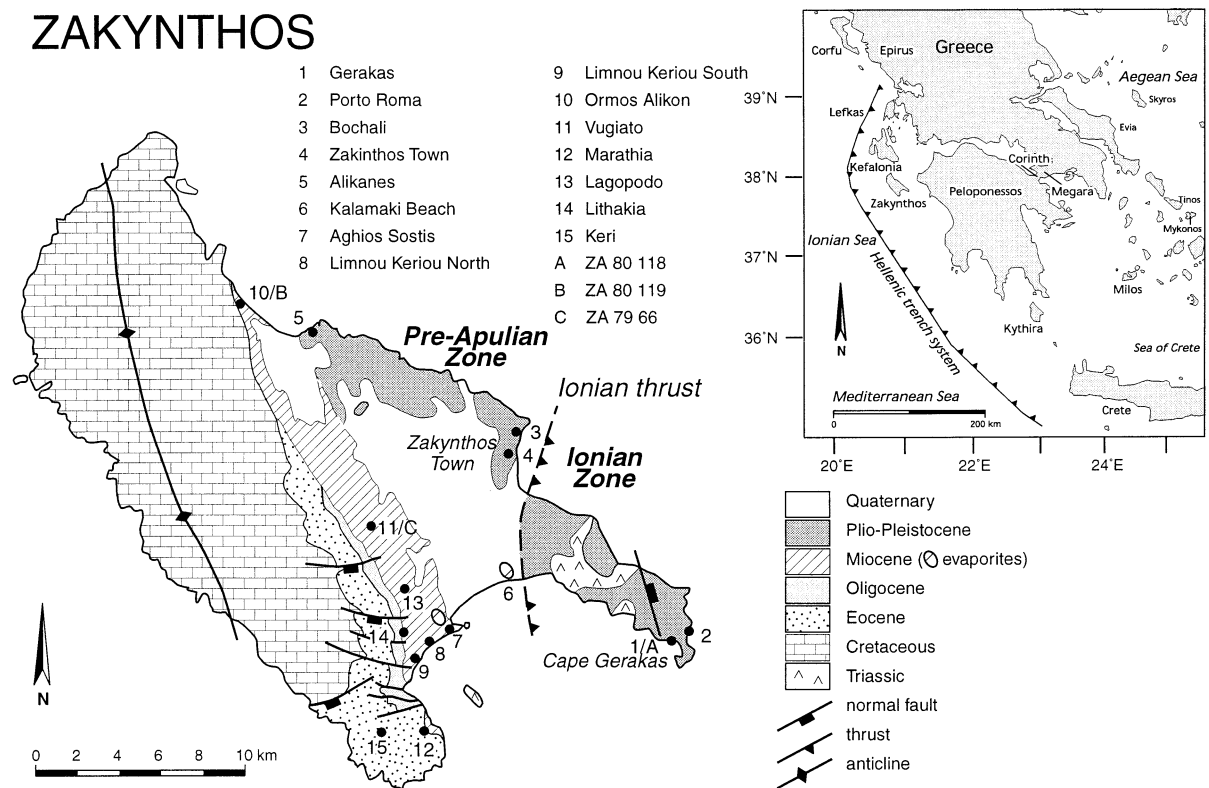 ZAKYNTHOS
1 Gerakas
2 Porto Roma
3 Bochali
4 Zakinthos Town
5 Alikanes
6 Kalamaki Beach
7 Aghios Sostis
8 Limnou Keriou North
9 Limnou Keriou South
10 Ormos Alikon
11 Vugiato
12 Marathia
13 Lagopodo
14 Lithakia
15 Keri
A ZA 80 118
B ZA 80 119
C ZA 79 66
10/B
5
Pre-Apulian
Zone
Ionian thrust
Zakynthos
Town
3
4
Ionian
Zone
11/C
13
14
6
7
8
9
1/A
2
Cape Gerakas
15
12
N
0 2 4 6 8 10 km
Corfu
Epirus
Greece
Aegean Sea
39°N
Skyros
Lefkas
Evia
Kefalonia
Corinth
38°N
Zakynthos
Peloponessos
Megara
Tinos
Mykonos
Ionian Sea
37°N
Hellenic trench system
Milos
Kythira
36°N
N
Sea of Crete
Mediterranean Sea
0 200 km
Crete
20°E 22°E 24°E
Quaternary
Plio-Pleistocene
Miocene ( evaporites)
Oligocene
Eocene
Cretaceous
Triassic
normal fault
thrust
anticline